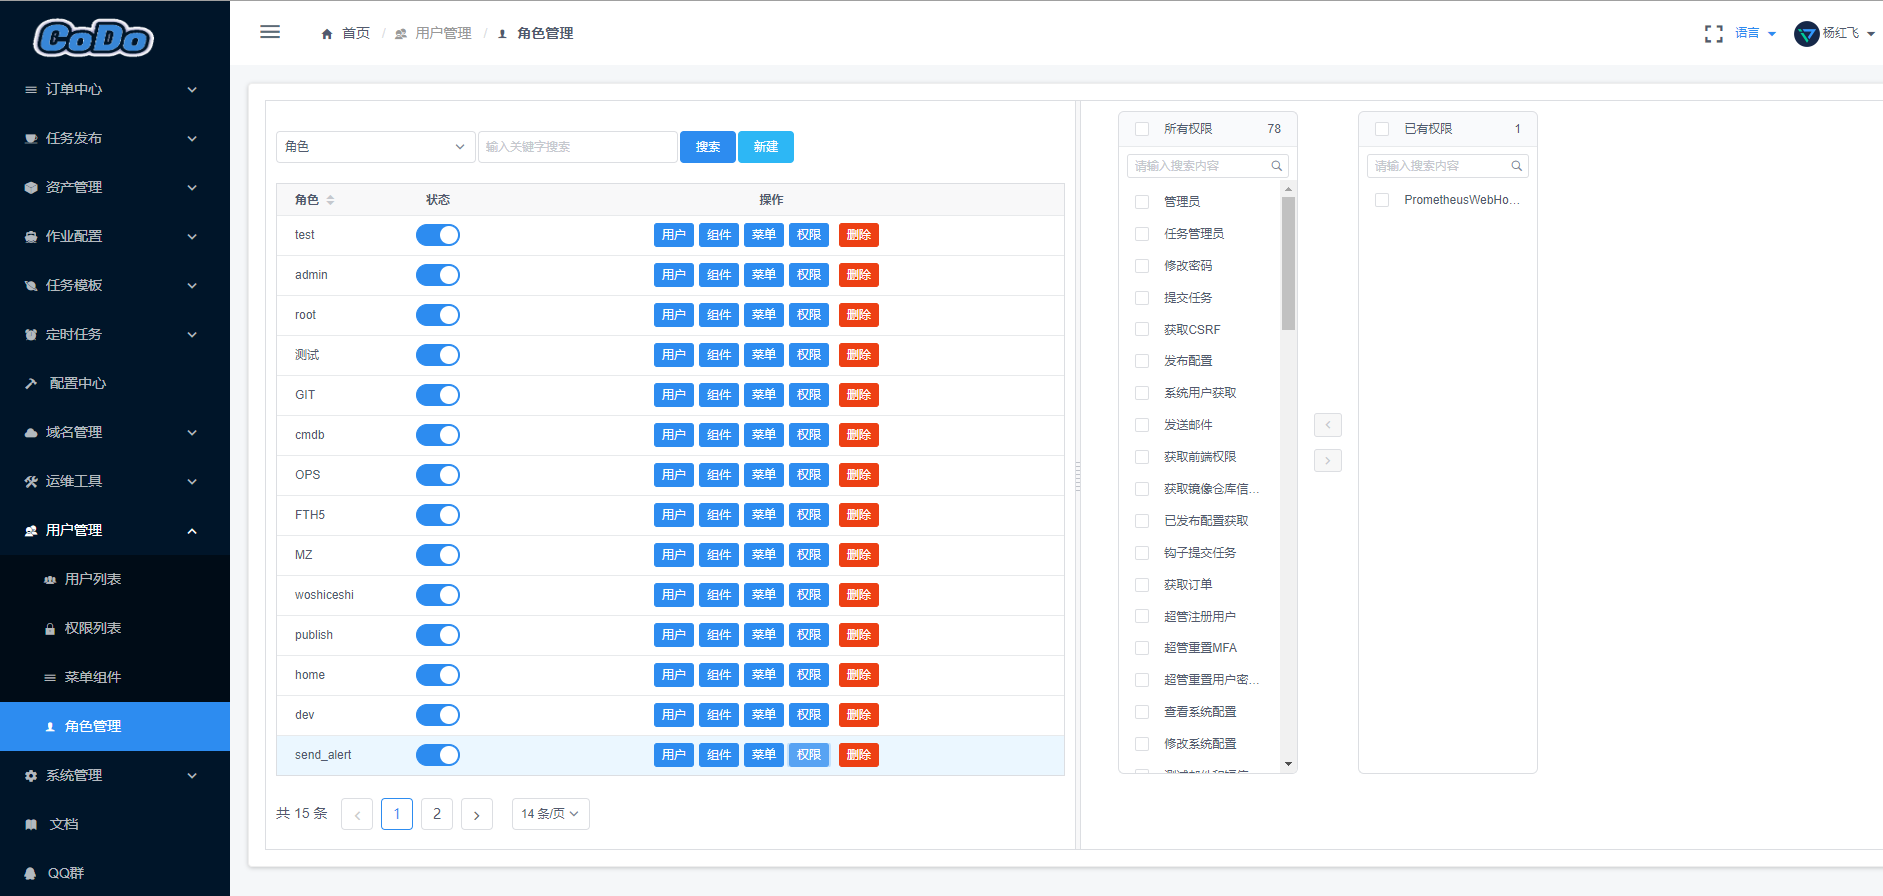 CoDo
订单中心
任务发布
资产管理
作业配置
任务模板
定时任务
配置中心
域名管理
运维工具
用户管理
用户列表
权限列表
菜单组件
角色管理
系统管理
文档
QQ群
首页 / 用户管理 / 角色管理
语言
杨红飞
角色 输入关键字搜索 搜索 新建
角色 状态 操作
test 用户 组件 菜单 权限 删除
admin 用户 组件 菜单 权限 删除
root 用户 组件 菜单 权限 删除
测试 用户 组件 菜单 权限 删除
GIT 用户 组件 菜单 权限 删除
cmdb 用户 组件 菜单 权限 删除
OPS 用户 组件 菜单 权限 删除
FTH5 用户 组件 菜单 权限 删除
MZ 用户 组件 菜单 权限 删除
woshiceshi 用户 组件 菜单 权限 删除
publish 用户 组件 菜单 权限 删除
home 用户 组件 菜单 权限 删除
dev 用户 组件 菜单 权限 删除
send_alert 用户 组件 菜单 权限 删除
共 15 条 1 2 14 条/页
所有权限 78
请输入搜索内容
管理员
任务管理员
修改密码
提交任务
获取CSRF
发布配置
系统用户获取
发送邮件
获取前端权限
获取镜像仓库信...
已发布配置获取
钩子提交任务
获取订单
超管注册用户
超管重置MFA
超管重置用户密...
查看系统配置
修改系统配置
已有权限 1
请输入搜索内容
PrometheusWebHo...